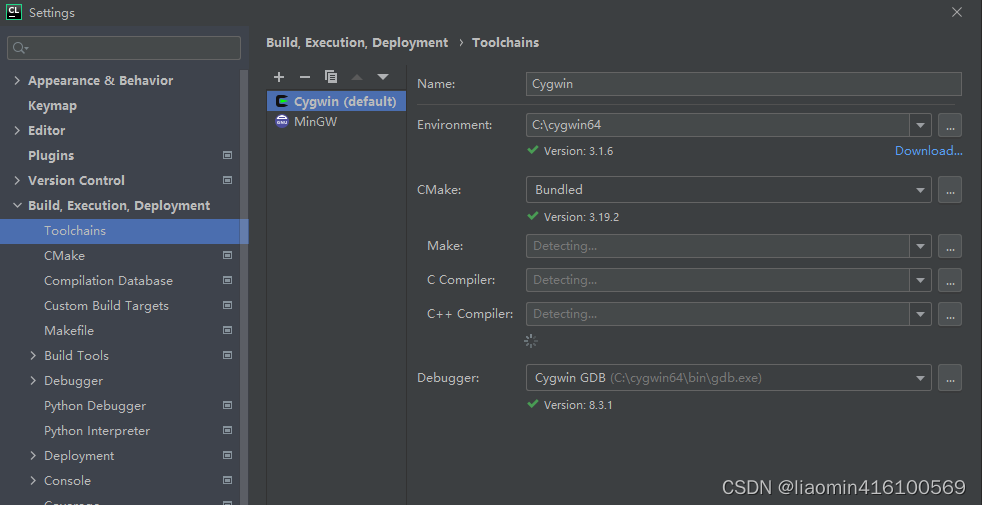 CL Settings
Build, Execution, Deployment › Toolchains
Appearance & Behavior
Keymap
Editor
Plugins
Version Control
Build, Execution, Deployment
Toolchains
CMake
Compilation Database
Custom Build Targets
Makefile
Build Tools
Debugger
Python Debugger
Python Interpreter
Deployment
Console
Coverage
Cygwin (default)
MinGW
Name: Cygwin
Environment: C:\cygwin64 ...
Version: 3.1.6 Download...
CMake: Bundled ...
Version: 3.19.2
Make: Detecting... ...
C Compiler: Detecting... ...
C++ Compiler: Detecting... ...
Debugger: Cygwin GDB (C:\cygwin64\bin\gdb.exe) ...
Version: 8.3.1
CSDN @liaomin416100569